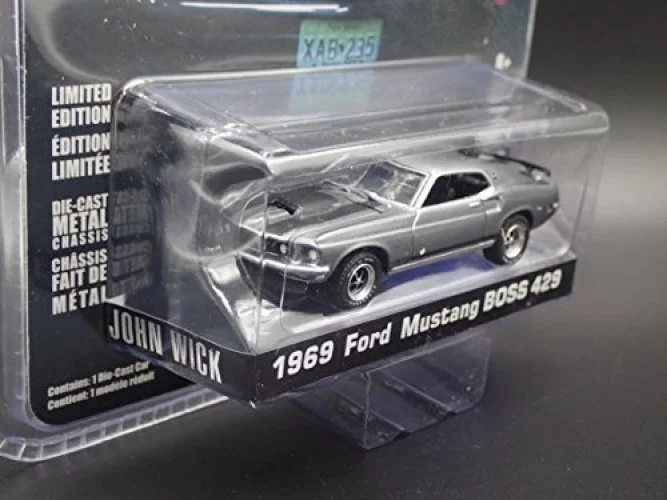 XAB·235
LIMITED
EDITION
ÉDITION
LIMITÉE
DIE-CAST
METAL
CHASSIS
CHÂSSIS
FAIT DE
MÉTAL
JOHN WICK
1969 Ford Mustang BOSS 429
Contains: 1 Die-Cast Car
Contient: 1 modèle réduit